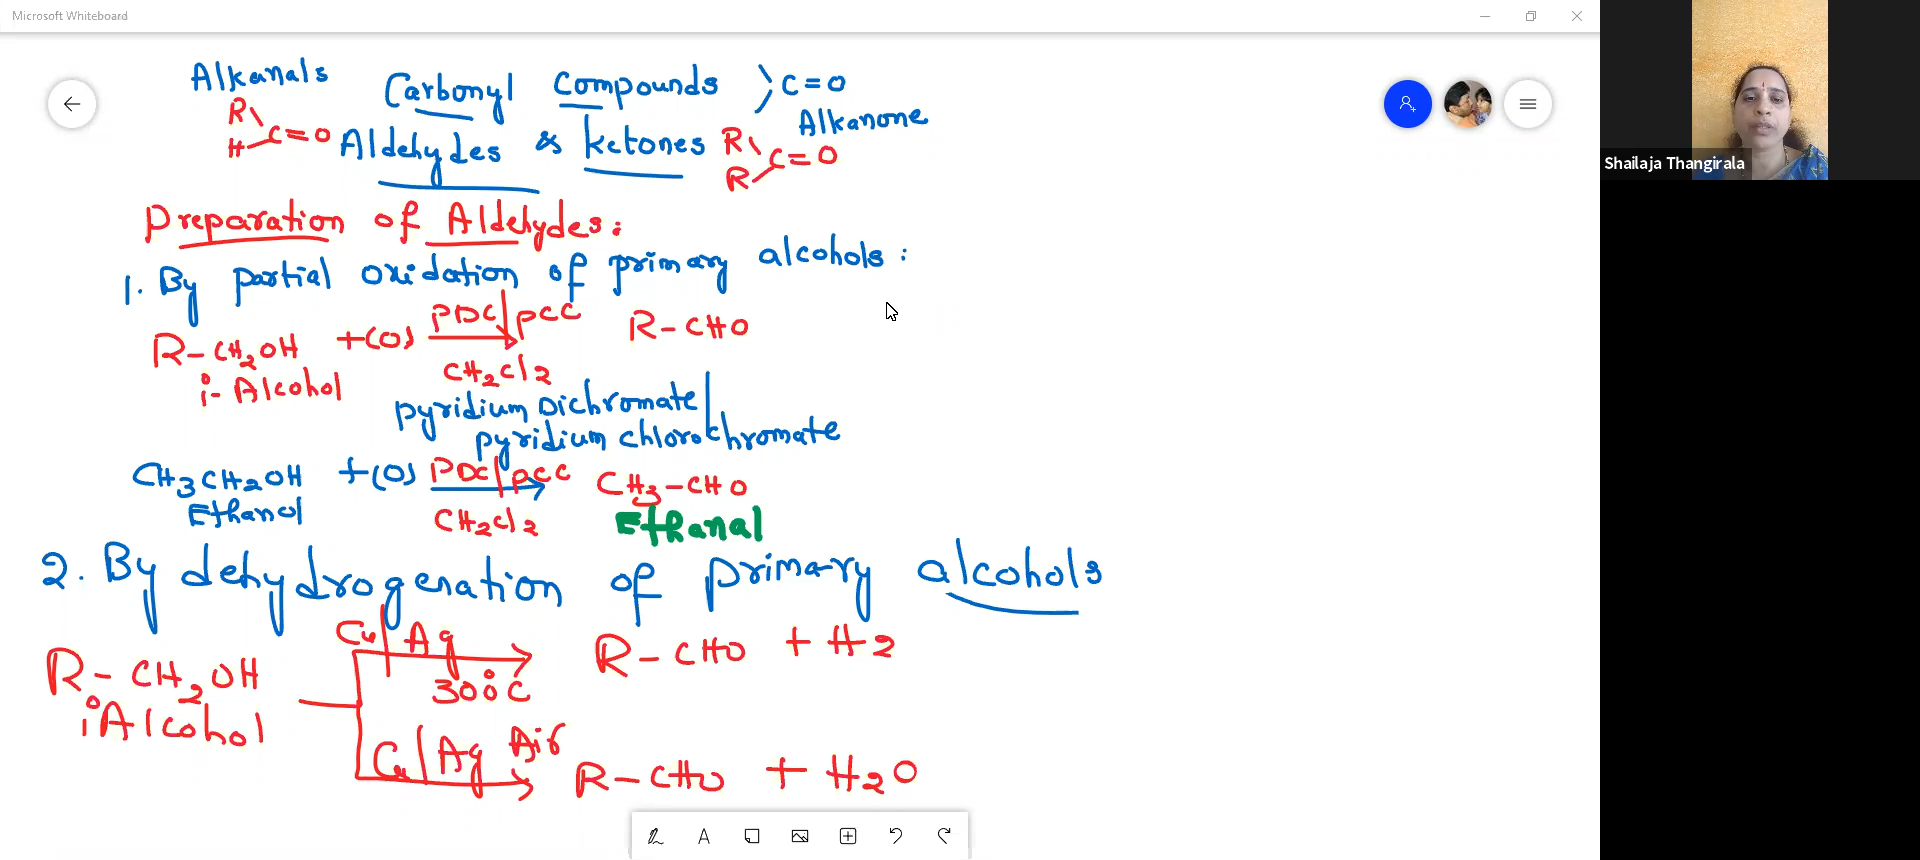 Microsoft Whiteboard
Alkanals Carbonyl Compounds C=O
R Alkanone
H C=O Aldehydes & ketones R
R C=O
Preparation of Aldehydes:
1. By partial oxidation of primary alcohols:
R-CH2OH +(O) PDC/PCC R-CHO
CH2Cl2
i°- Alcohol
pyridium Dichromate/
pyridium chlorochromate
CH3CH2OH +(O) PDC/PCC CH3-CHO
Ethanol CH2Cl2 Ethanal
2. By dehydrogenation of primary alcohols
Cu/Ag R-CHO + H2
R-CH2OH 300°C
i°Alcohol
Cu/Ag Air R-CHO + H2O
Shailaja Thangirala